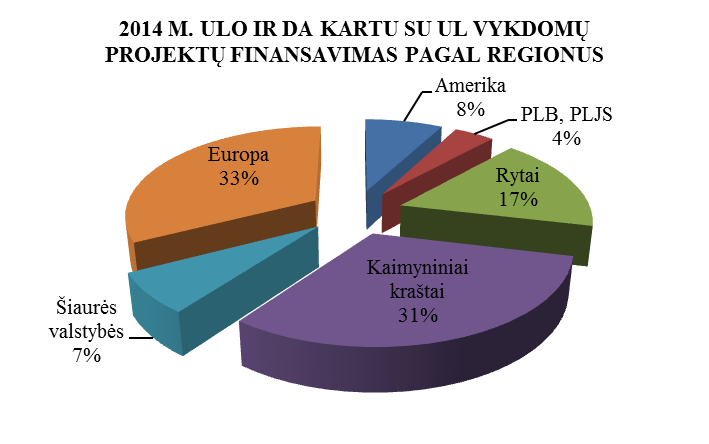 2014 M. ULO IR DA KARTU SU UL VYKDOMŲ
PROJEKTŲ FINANSAVIMAS PAGAL REGIONUS
Amerika
8%
PLB, PLJS
4%
Rytai
17%
Kaimyniniai
kraštai
31%
Šiaurės
valstybės
7%
Europa
33%